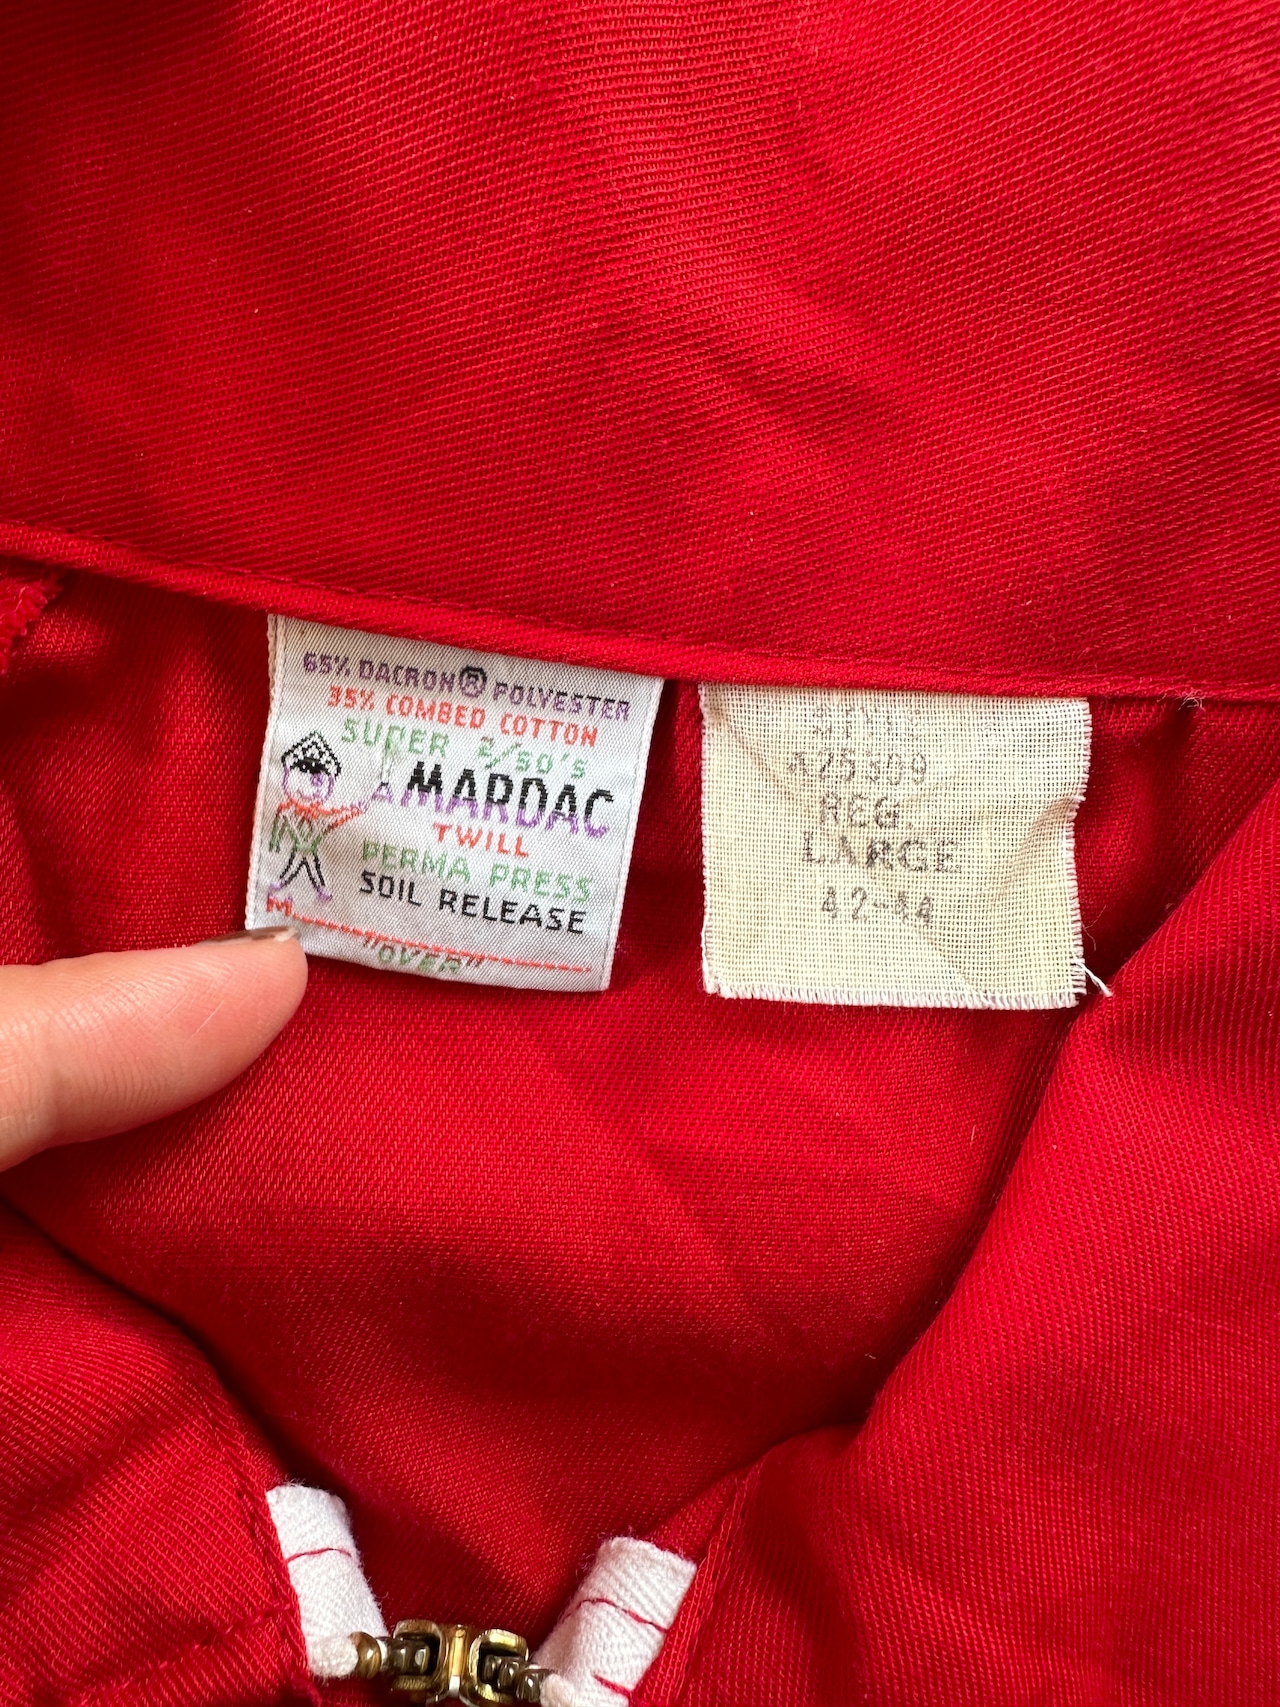 65% DACRON® POLYESTER
35% COMBED COTTON
SUPER 2/50'S
A MARDAC
TWILL
PERMA PRESS
SOIL RELEASE
"OVER"
STYLE
REG.
LARGE
42-44